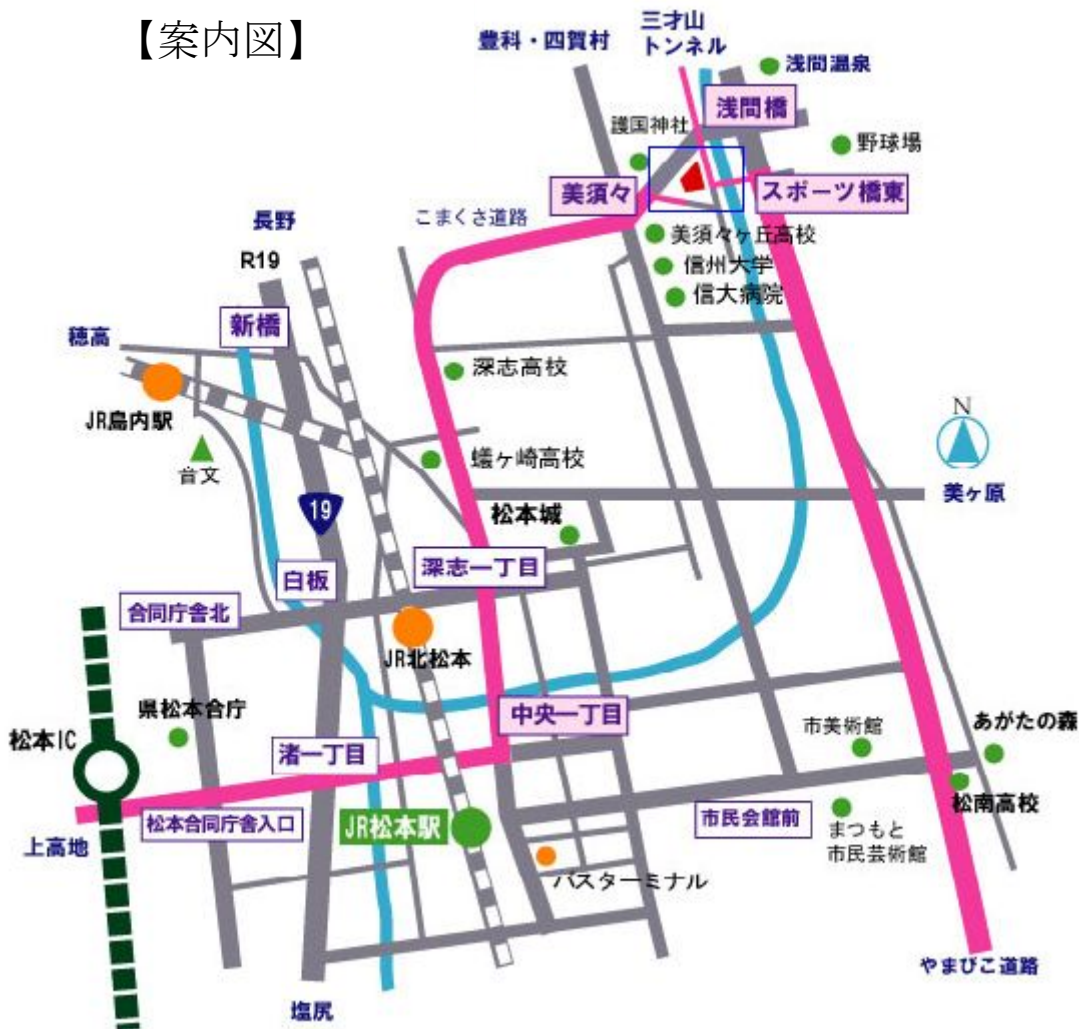 【案内図】
三才山
トンネル
豊科・四賀村
浅間温泉
浅間橋
護国神社
野球場
美須々
スポーツ橋東
こまくさ道路
長野
R19
美須々ヶ丘高校
信州大学
信大病院
新橋
穂高
深志高校
JR島内駅
N
蟻ヶ崎高校
音文
美ヶ原
19
松本城
深志一丁目
白板
合同庁舎北
JR北松本
県松本合庁
中央一丁目
松本IC
渚一丁目
市美術館
あがたの森
松南高校
松本合同庁舎入口
JR松本駅
市民会館前
まつもと
市民芸術館
上高地
バスターミナル
やまびこ道路
塩尻